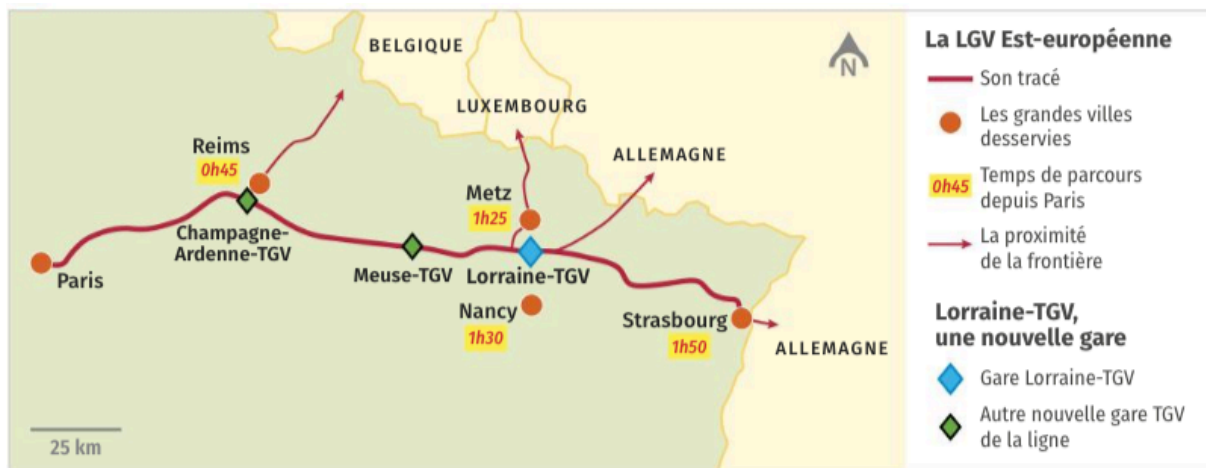 BELGIQUE
LUXEMBOURG
ALLEMAGNE
N
Reims
0h45
Metz
1h25
Champagne-
Ardenne-TGV
Paris
Meuse-TGV
Lorraine-TGV
Nancy
1h30
Strasbourg
1h50
ALLEMAGNE
25 km
La LGV Est-européenne
Son tracé
Les grandes villes
desservies
0h45
Temps de parcours
depuis Paris
La proximité
de la frontière
Lorraine-TGV,
une nouvelle gare
Gare Lorraine-TGV
Autre nouvelle gare TGV
de la ligne